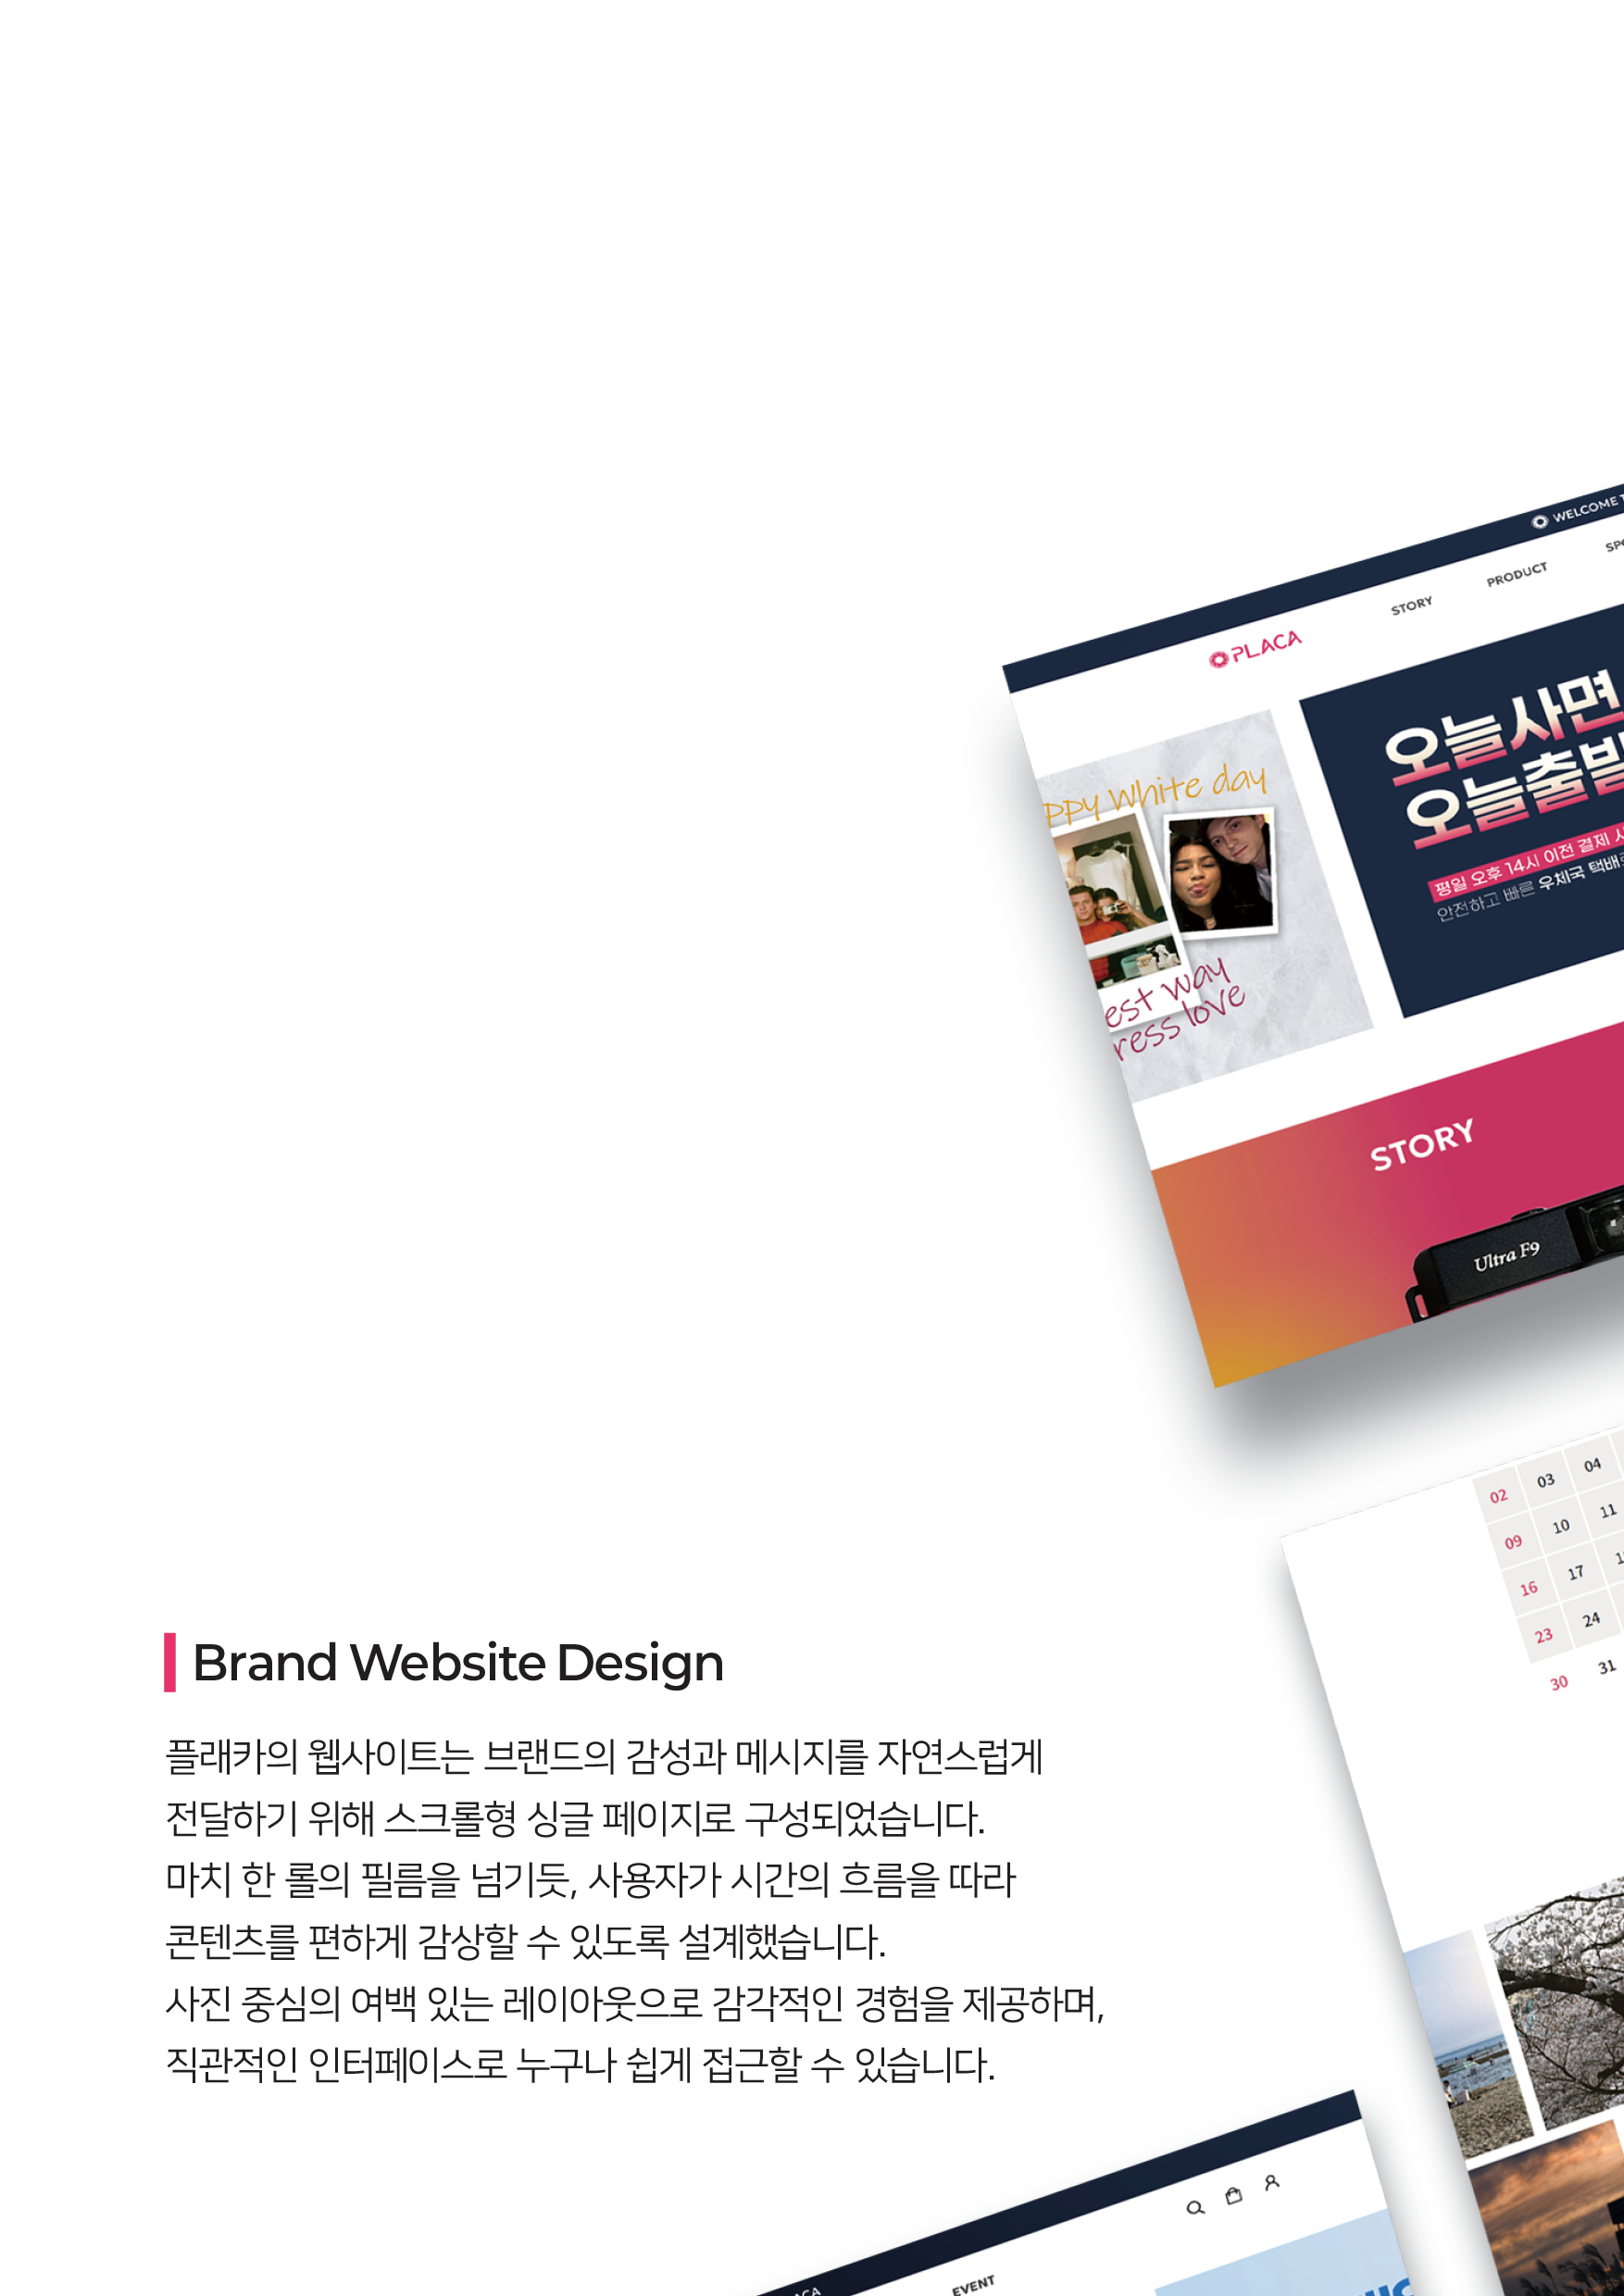 WELCOME
PLACA
STORY
PRODUCT
오늘사면
오늘출발
평일 오후 14시 이전 결제
안전하고 빠른 우체국 택배
ppy White day
est way
ress love
STORY
Ultra F9
02 03 04
09 10 11
16 17
23 24
30 31
Brand Website Design
플래카의 웹사이트는 브랜드의 감성과 메시지를 자연스럽게
전달하기 위해 스크롤형 싱글 페이지로 구성되었습니다.
마치 한 롤의 필름을 넘기듯, 사용자가 시간의 흐름을 따라
콘텐츠를 편하게 감상할 수 있도록 설계했습니다.
사진 중심의 여백 있는 레이아웃으로 감각적인 경험을 제공하며,
직관적인 인터페이스로 누구나 쉽게 접근할 수 있습니다.
ACA
EVENT